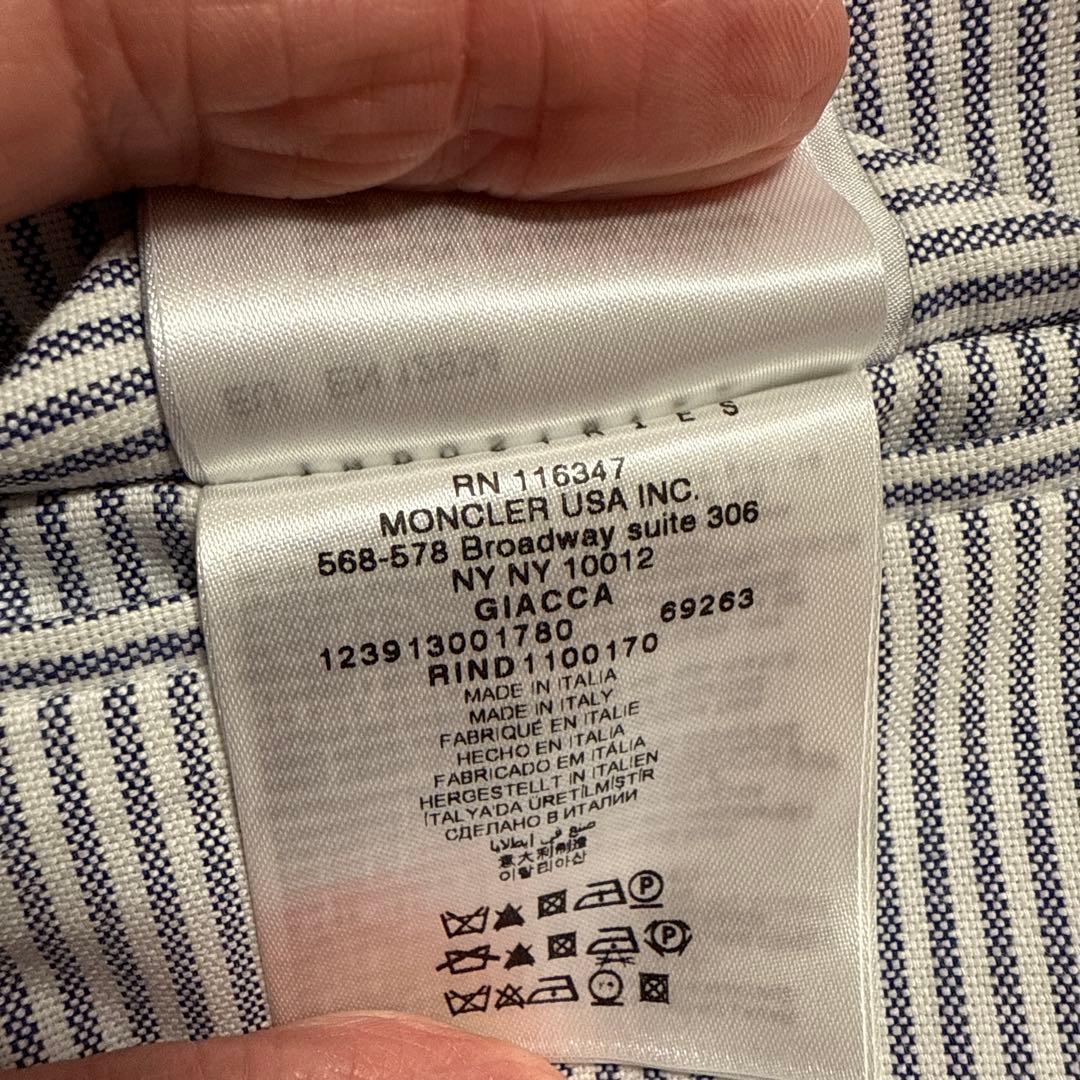 INDUSTRIES
RN 116347
MONCLER USA INC.
568-578 Broadway suite 306
NY NY 10012
GIACCA
123913001780 69263
RIND1100170
MADE IN ITALIA
MADE IN ITALY
FABRIQUÉ EN ITALIE
HECHO EN ITALIA
FABRICADO EM ITÁLIA
HERGESTELLT IN ITALIEN
İTALYA'DA ÜRETİLMİŞTİR
СДЕЛАНО В ИТАЛИИ
صنع في ايطاليا
意大利制造
이탈리아산
P
P